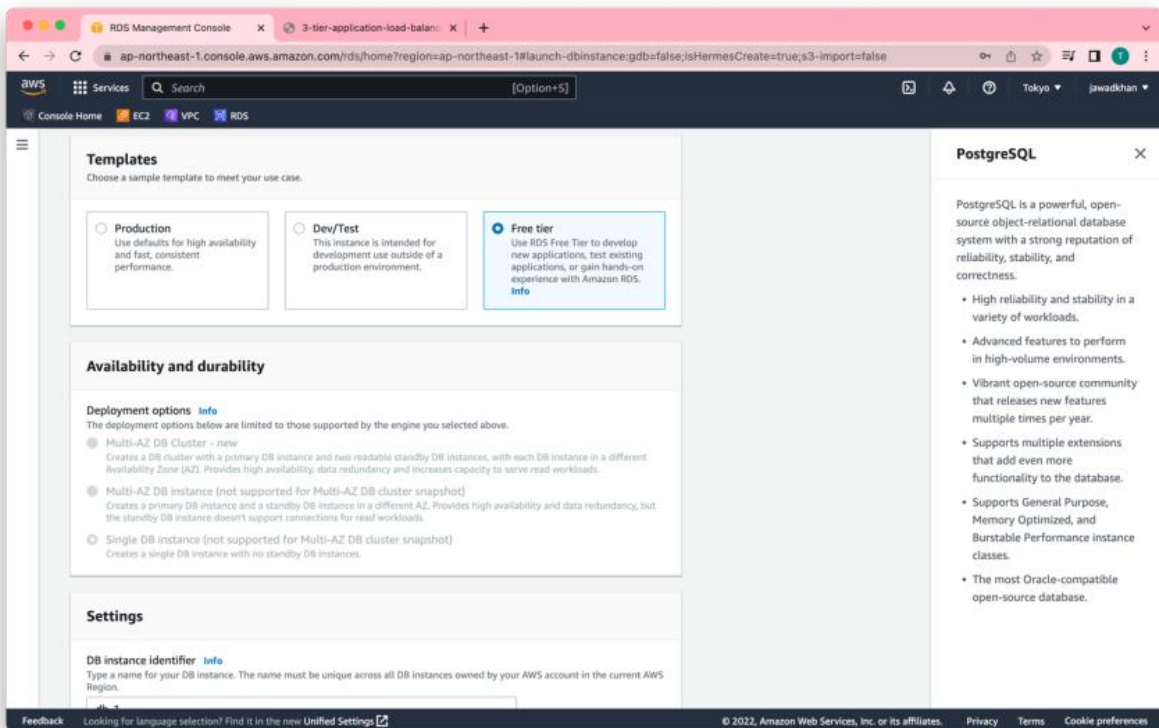 RDS Management Console
3-tier-application-load-balanc
ap-northeast-1.console.aws.amazon.com/rds/home?region=ap-northeast-1#launch-dbinstance:gdb=false;isHermesCreate=true;s3-import=false
T
aws
Services
Search
[Option+S]
Tokyo
jawadkhan
Console Home
EC2
VPC
RDS
Templates
Choose a sample template to meet your use case.
Production
Use defaults for high availability
and fast, consistent
performance.
Dev/Test
This instance is intended for
development use outside of a
production environment.
Free tier
Use RDS Free Tier to develop
new applications, test existing
applications, or gain hands-on
experience with Amazon RDS.
Info
Availability and durability
Deployment options Info
The deployment options below are limited to those supported by the engine you selected above.
Multi-AZ DB Cluster - new
Creates a DB cluster with a primary DB instance and two readable standby DB instances, with each DB instance in a different
Availability Zone (AZ). Provides high availability, data redundancy and increases capacity to serve read workloads.
Multi-AZ DB instance (not supported for Multi-AZ DB cluster snapshot)
Creates a primary DB instance and a standby DB instance in a different AZ. Provides high availability and data redundancy, but
the standby DB instance doesn't support connections for read workloads.
Single DB instance (not supported for Multi-AZ DB cluster snapshot)
Creates a single DB instance with no standby DB instances.
Settings
DB instance identifier Info
Type a name for your DB instance. The name must be unique across all DB instances owned by your AWS account in the current AWS
Region.
PostgreSQL
PostgreSQL is a powerful, open-
source object-relational database
system with a strong reputation of
reliability, stability, and
correctness.
• High reliability and stability in a
variety of workloads.
• Advanced features to perform
in high-volume environments.
• Vibrant open-source community
that releases new features
multiple times per year.
• Supports multiple extensions
that add even more
functionality to the database.
• Supports General Purpose,
Memory Optimized, and
Burstable Performance instance
classes.
• The most Oracle-compatible
open-source database.
Feedback
Looking for language selection? Find it in the new Unified Settings
© 2022, Amazon Web Services, Inc. or its affiliates.
Privacy
Terms
Cookie preferences